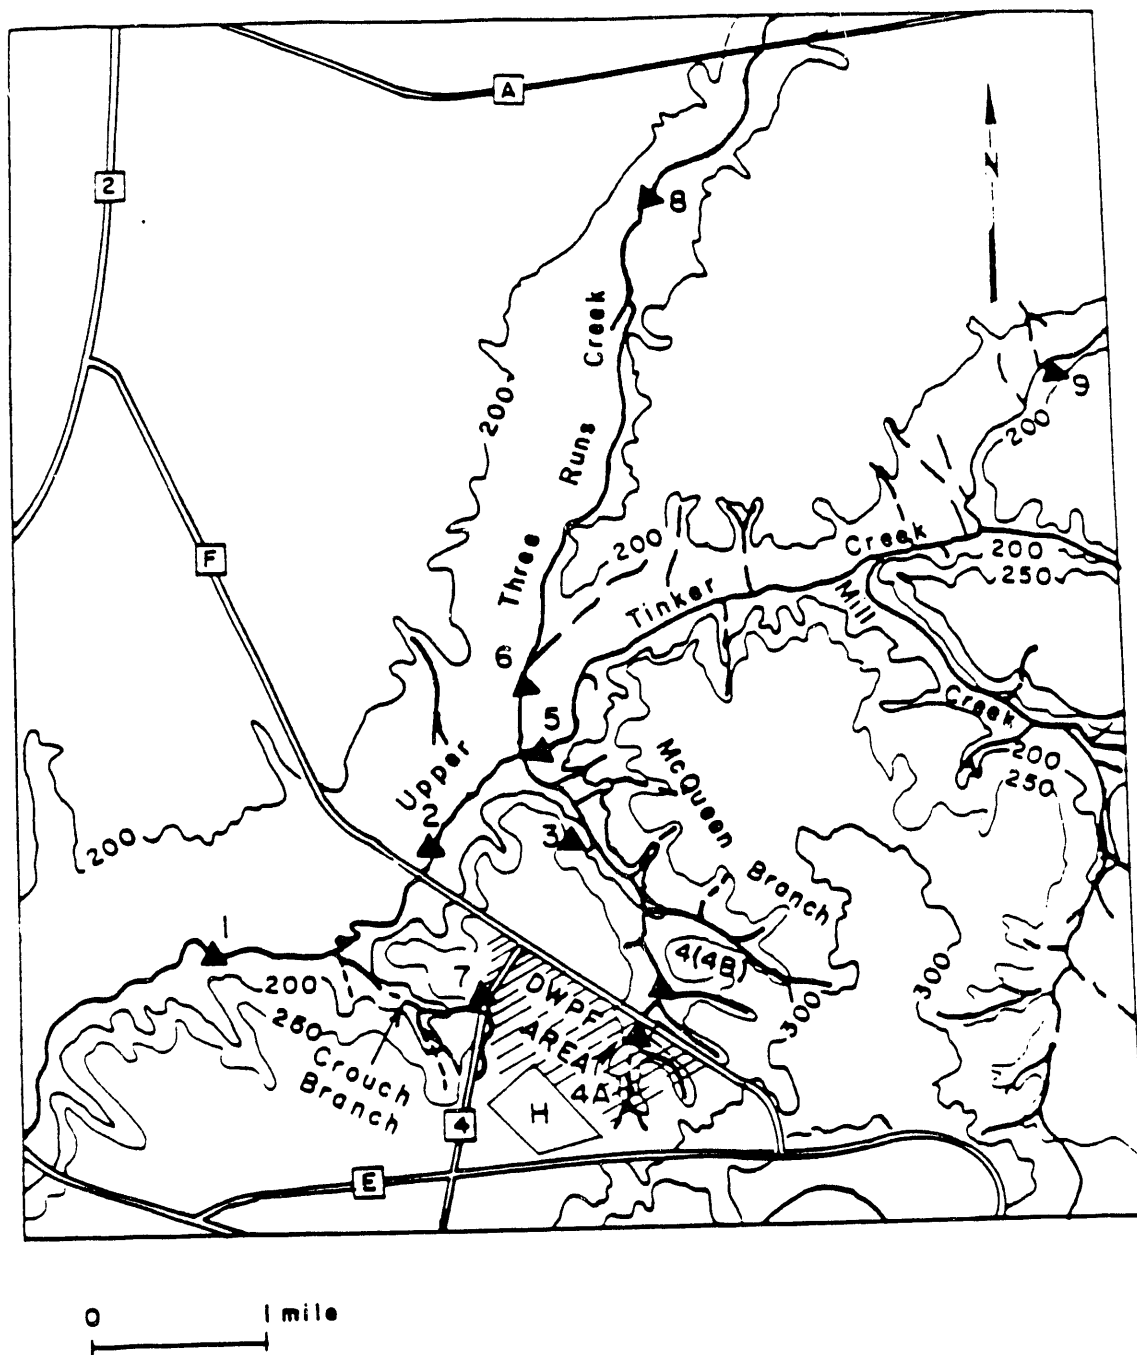 A
2
N
8
Creek
9
200
200
Runs
F
200
Creek
200
250
Three
Tinker
Mill
6
5
Creek
McQueen
Upper
200
250
2
3
200
Branch
1
4(4B)
7
200
DWPF
300
300
250
AREA
Crouch
Branch
4A
H
4
E
0 1 mile